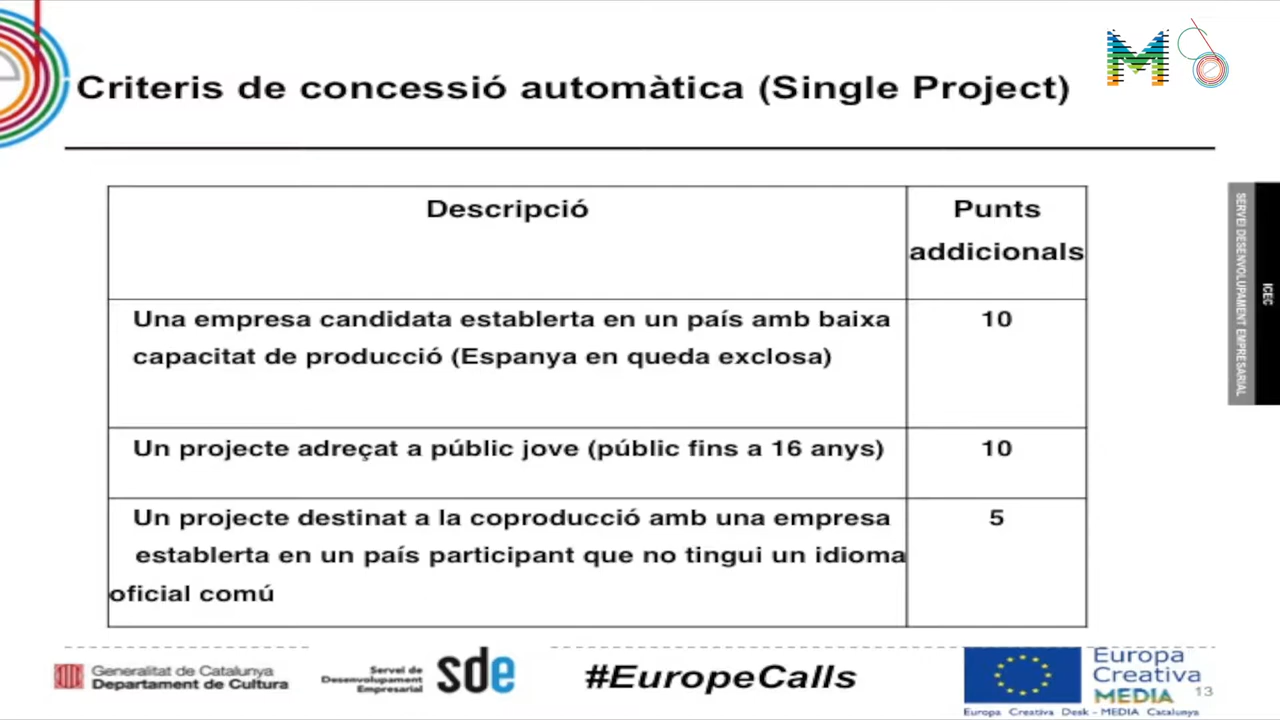 Criteris de concessió automàtica (Single Project)
Descripció
Punts
addicionals
Una empresa candidata establerta en un país amb baixa
capacitat de producció (Espanya en queda exclosa)
10
Un projecte adreçat a públic jove (públic fins a 16 anys)
10
Un projecte destinat a la coproducció amb una empresa
establerta en un país participant que no tingui un idioma
oficial comú
5
SERVEI DESENVOLUPAMENT EMPRESARIAL
ICEC
Generalitat de Catalunya
Departament de Cultura
Servei de
Desenvolupament
Empresarial
sde
#EuropeCalls
Europa
Creativa
MEDIA
13
Europa Creativa Desk - MEDIA Catalunya